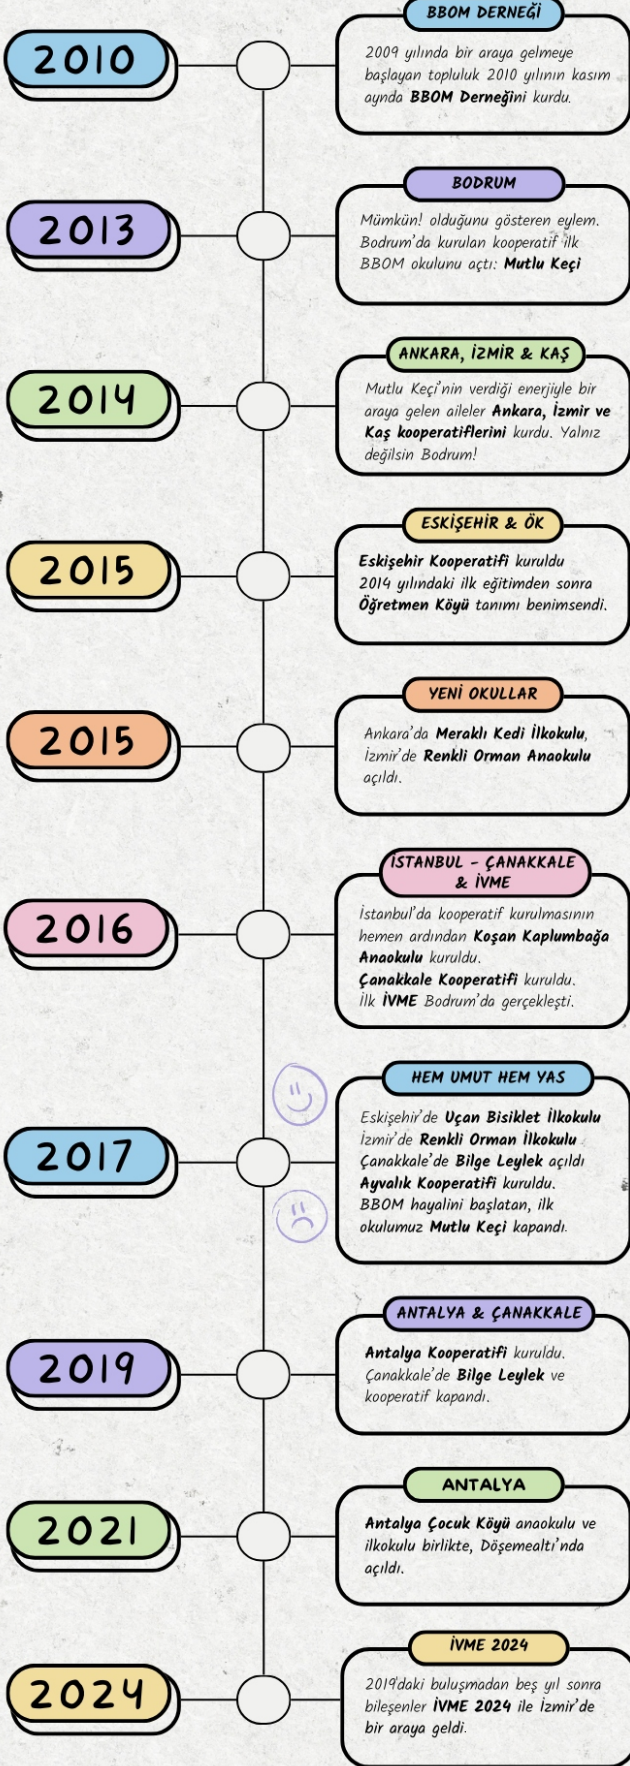 BBOM DERNEĞİ
2010
2009 yılında bir araya gelmeye
başlayan topluluk 2010 yılının kasım
ayında BBOM Derneğini kurdu.
BODRUM
2013
Mümkün! olduğunu gösteren eylem.
Bodrum'da kurulan kooperatif ilk
BBOM okulunu açtı: Mutlu Keçi
ANKARA, İZMİR & KAŞ
2014
Mutlu Keçi'nin verdiği enerjiyle bir
araya gelen aileler Ankara, İzmir ve
Kaş kooperatiflerini kurdu. Yalnız
değilsin Bodrum!
ESKİŞEHİR & ÖK
2015
Eskişehir Kooperatifi kuruldu
2014 yılındaki ilk eğitimden sonra
Öğretmen Köyü tanımı benimsendi.
YENİ OKULLAR
2015
Ankara'da Meraklı Kedi İlkokulu,
İzmir'de Renkli Orman Anaokulu
açıldı.
İSTANBUL - ÇANAKKALE
& İVME
2016
İstanbul'da kooperatif kurulmasının
hemen ardından Koşan Kaplumbağa
Anaokulu kuruldu.
Çanakkale Kooperatifi kuruldu.
İlk İVME Bodrum'da gerçekleşti.
HEM UMUT HEM YAS
2017
Eskişehir'de Uçan Bisiklet İlkokulu
İzmir'de Renkli Orman İlkokulu
Çanakkale'de Bilge Leylek açıldı
Ayvalık Kooperatifi kuruldu.
BBOM hayalini başlatan, ilk
okulumuz Mutlu Keçi kapandı.
ANTALYA & ÇANAKKALE
2019
Antalya Kooperatifi kuruldu.
Çanakkale'de Bilge Leylek ve
kooperatif kapandı.
ANTALYA
2021
Antalya Çocuk Köyü anaokulu ve
ilkokulu birlikte, Döşemealtı'nda
açıldı.
İVME 2024
2024
2019'daki buluşmadan beş yıl sonra
bileşenler İVME 2024 ile İzmir'de
bir araya geldi.